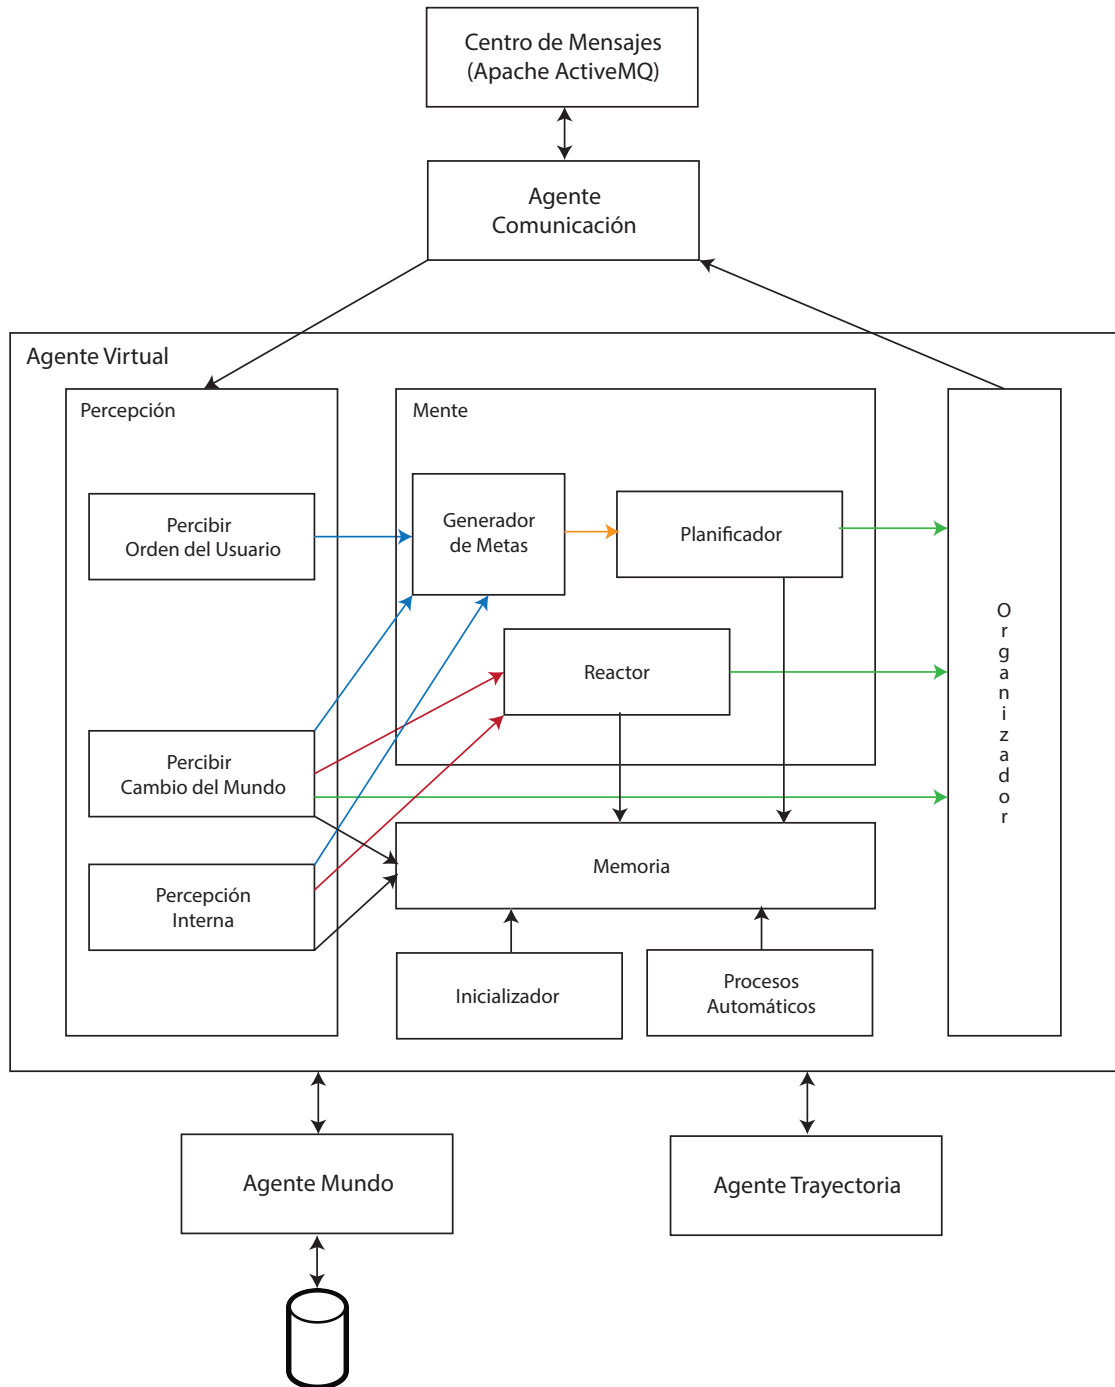 Centro de Mensajes
(Apache ActiveMQ)
Agente
Comunicación
Agente Virtual
Percepción
Mente
Percibir
Orden del Usuario
Generador
de Metas
Planificador
Reactor
Percibir
Cambio del Mundo
Memoria
Percepción
Interna
Inicializador
Procesos
Automáticos
Organizador
Agente Mundo
Agente Trayectoria